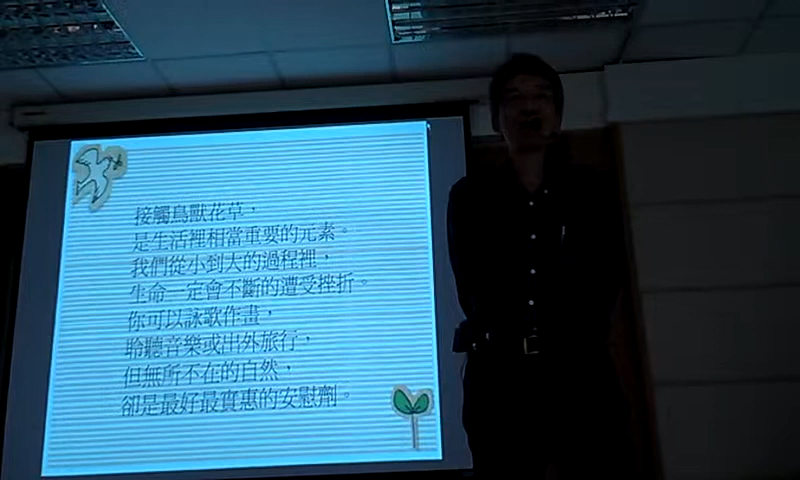 接觸鳥獸花草，
是生活裡相當重要的元素。
我們從小到大的過程裡，
生命一定會不斷的遭受挫折。
你可以詠歌作畫，
聆聽音樂或出外旅行，
但無所不在的自然，
卻是最好最實惠的安慰劑。